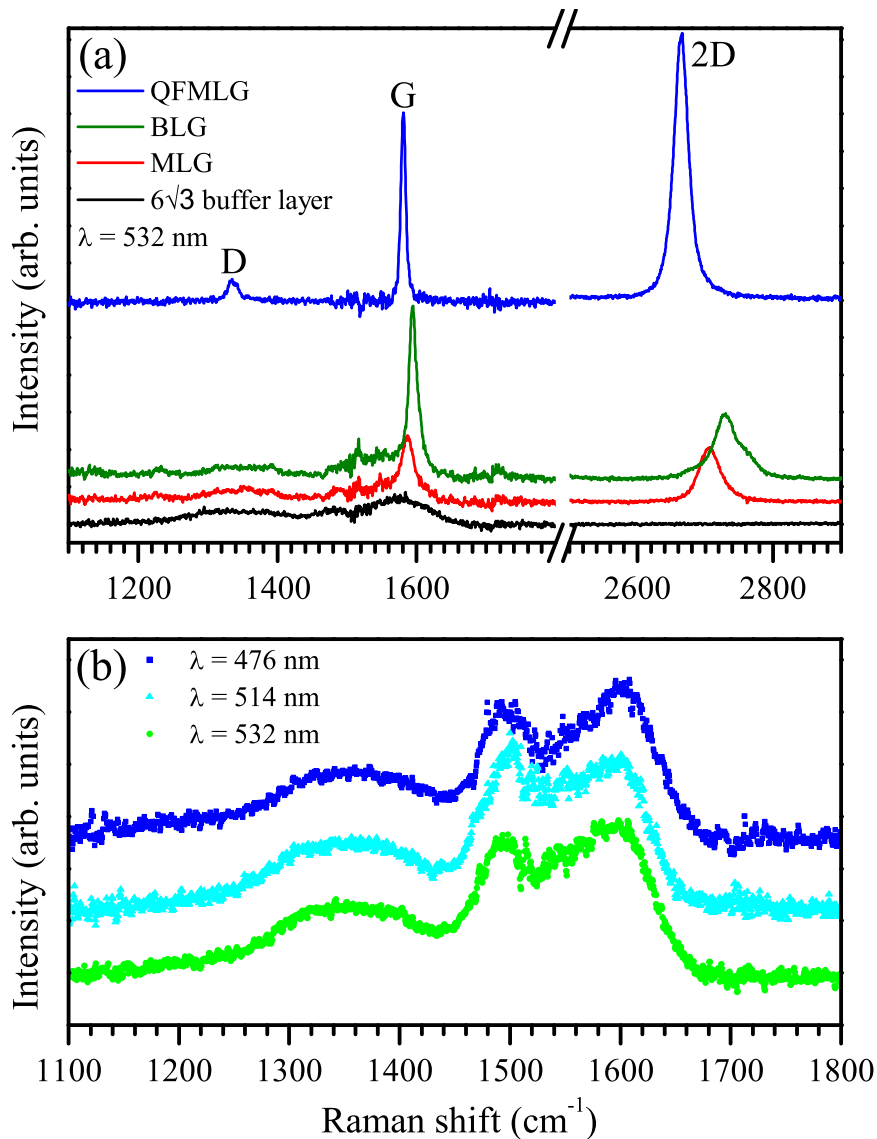 (a)
QFMLG
BLG
MLG
6√3 buffer layer
λ = 532 nm
D
G
2D
Intensity (arb. units)
1200 1400 1600 2600 2800
(b)
λ = 476 nm
λ = 514 nm
λ = 532 nm
Intensity (arb. units)
1100 1200 1300 1400 1500 1600 1700 1800
Raman shift (cm⁻¹)